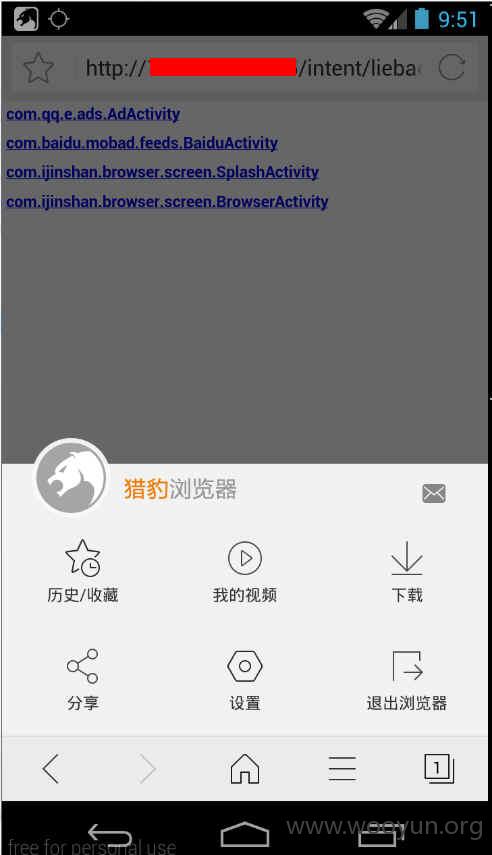 9:51
http:// /intent/lieba
com.qq.e.ads.AdActivity
com.baidu.mobad.feeds.BaiduActivity
com.ijinshan.browser.screen.SplashActivity
com.ijinshan.browser.screen.BrowserActivity
猎豹浏览器
历史/收藏 我的视频 下载
分享 设置 退出浏览器
1
www.wooyun.org
free for personal use